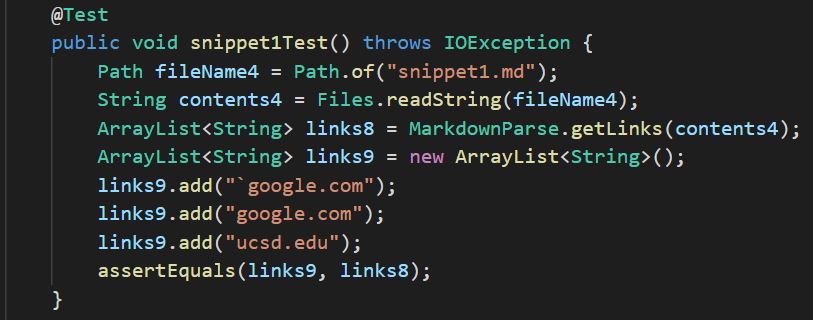 @Test
public void snippet1Test() throws IOException {
Path fileName4 = Path.of("snippet1.md");
String contents4 = Files.readString(fileName4);
ArrayList<String> links8 = MarkdownParse.getLinks(contents4);
ArrayList<String> links9 = new ArrayList<String>();
links9.add("`google.com");
links9.add("google.com");
links9.add("ucsd.edu");
assertEquals(links9, links8);
}